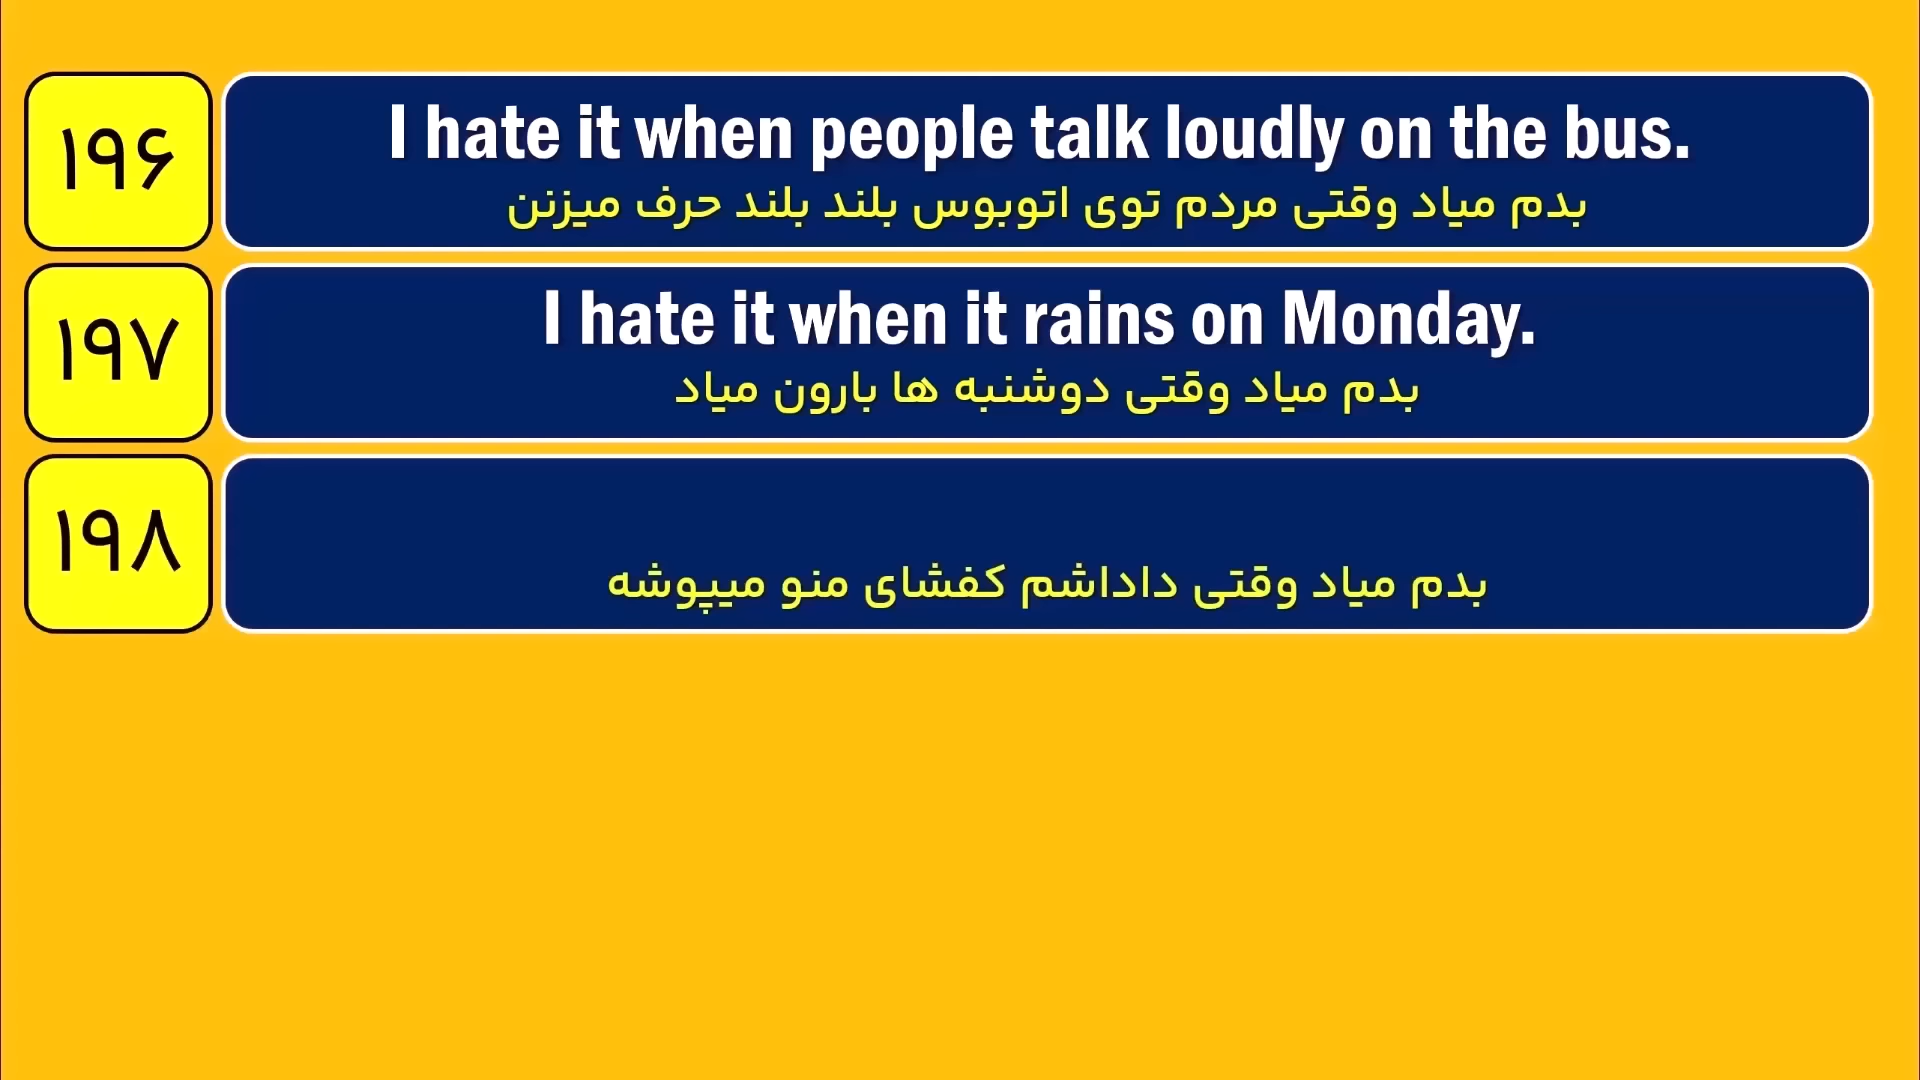 ۱۹۶
I hate it when people talk loudly on the bus.
بدم میاد وقتی مردم توی اتوبوس بلند بلند حرف میزنن
۱۹۷
I hate it when it rains on Monday.
بدم میاد وقتی دوشنبه ها بارون میاد
۱۹۸
بدم میاد وقتی داداشم کفشای منو میپوشه